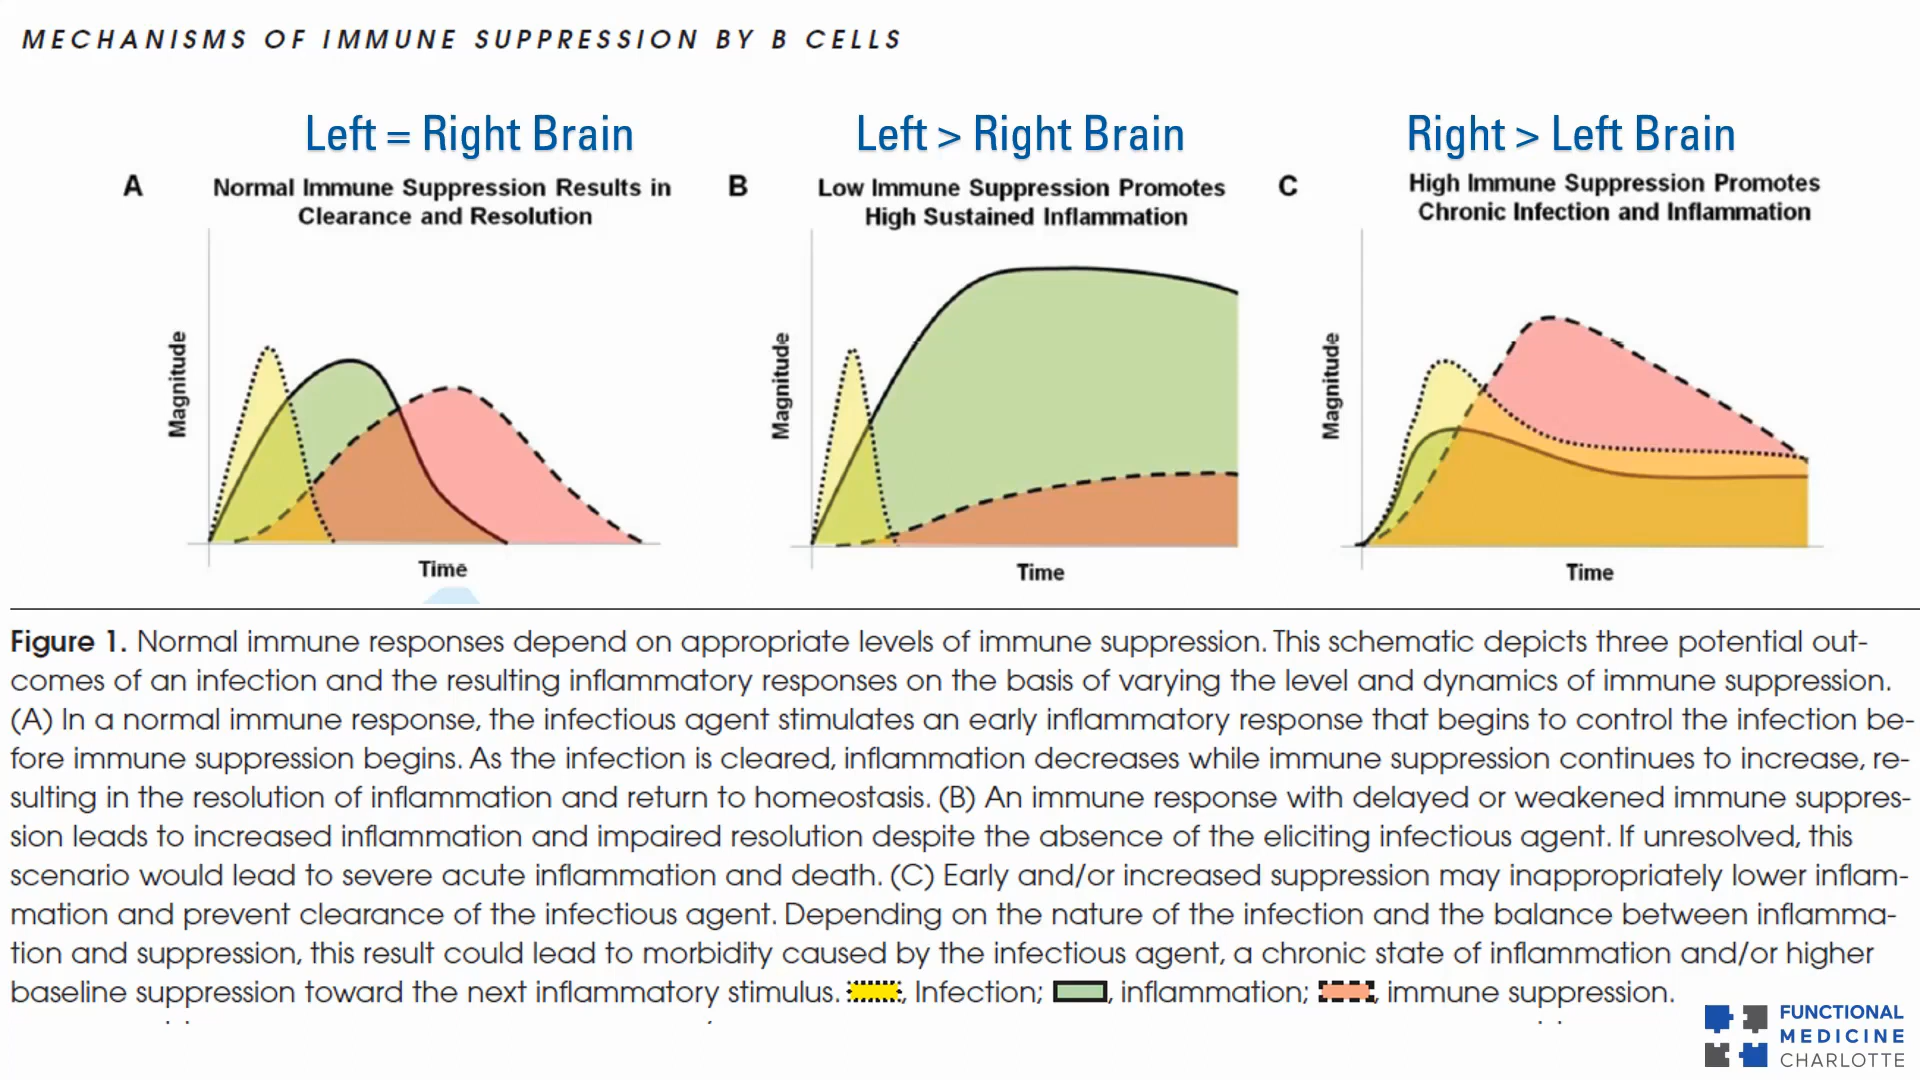 MECHANISMS OF IMMUNE SUPPRESSION BY B CELLS
Left = Right Brain
Left > Right Brain
Right > Left Brain
A
Normal Immune Suppression Results in
Clearance and Resolution
Magnitude
Time
B
Low Immune Suppression Promotes
High Sustained Inflammation
Magnitude
Time
C
High Immune Suppression Promotes
Chronic Infection and Inflammation
Magnitude
Time
Figure 1. Normal immune responses depend on appropriate levels of immune suppression. This schematic depicts three potential out-
comes of an infection and the resulting inflammatory responses on the basis of varying the level and dynamics of immune suppression.
(A) In a normal immune response, the infectious agent stimulates an early inflammatory response that begins to control the infection be-
fore immune suppression begins. As the infection is cleared, inflammation decreases while immune suppression continues to increase, re-
sulting in the resolution of inflammation and return to homeostasis. (B) An immune response with delayed or weakened immune suppres-
sion leads to increased inflammation and impaired resolution despite the absence of the eliciting infectious agent. If unresolved, this
scenario would lead to severe acute inflammation and death. (C) Early and/or increased suppression may inappropriately lower inflam-
mation and prevent clearance of the infectious agent. Depending on the nature of the infection and the balance between inflamma-
tion and suppression, this result could lead to morbidity caused by the infectious agent, a chronic state of inflammation and/or higher
baseline suppression toward the next inflammatory stimulus. , Infection; , inflammation; , immune suppression.
FUNCTIONAL
MEDICINE
CHARLOTTE